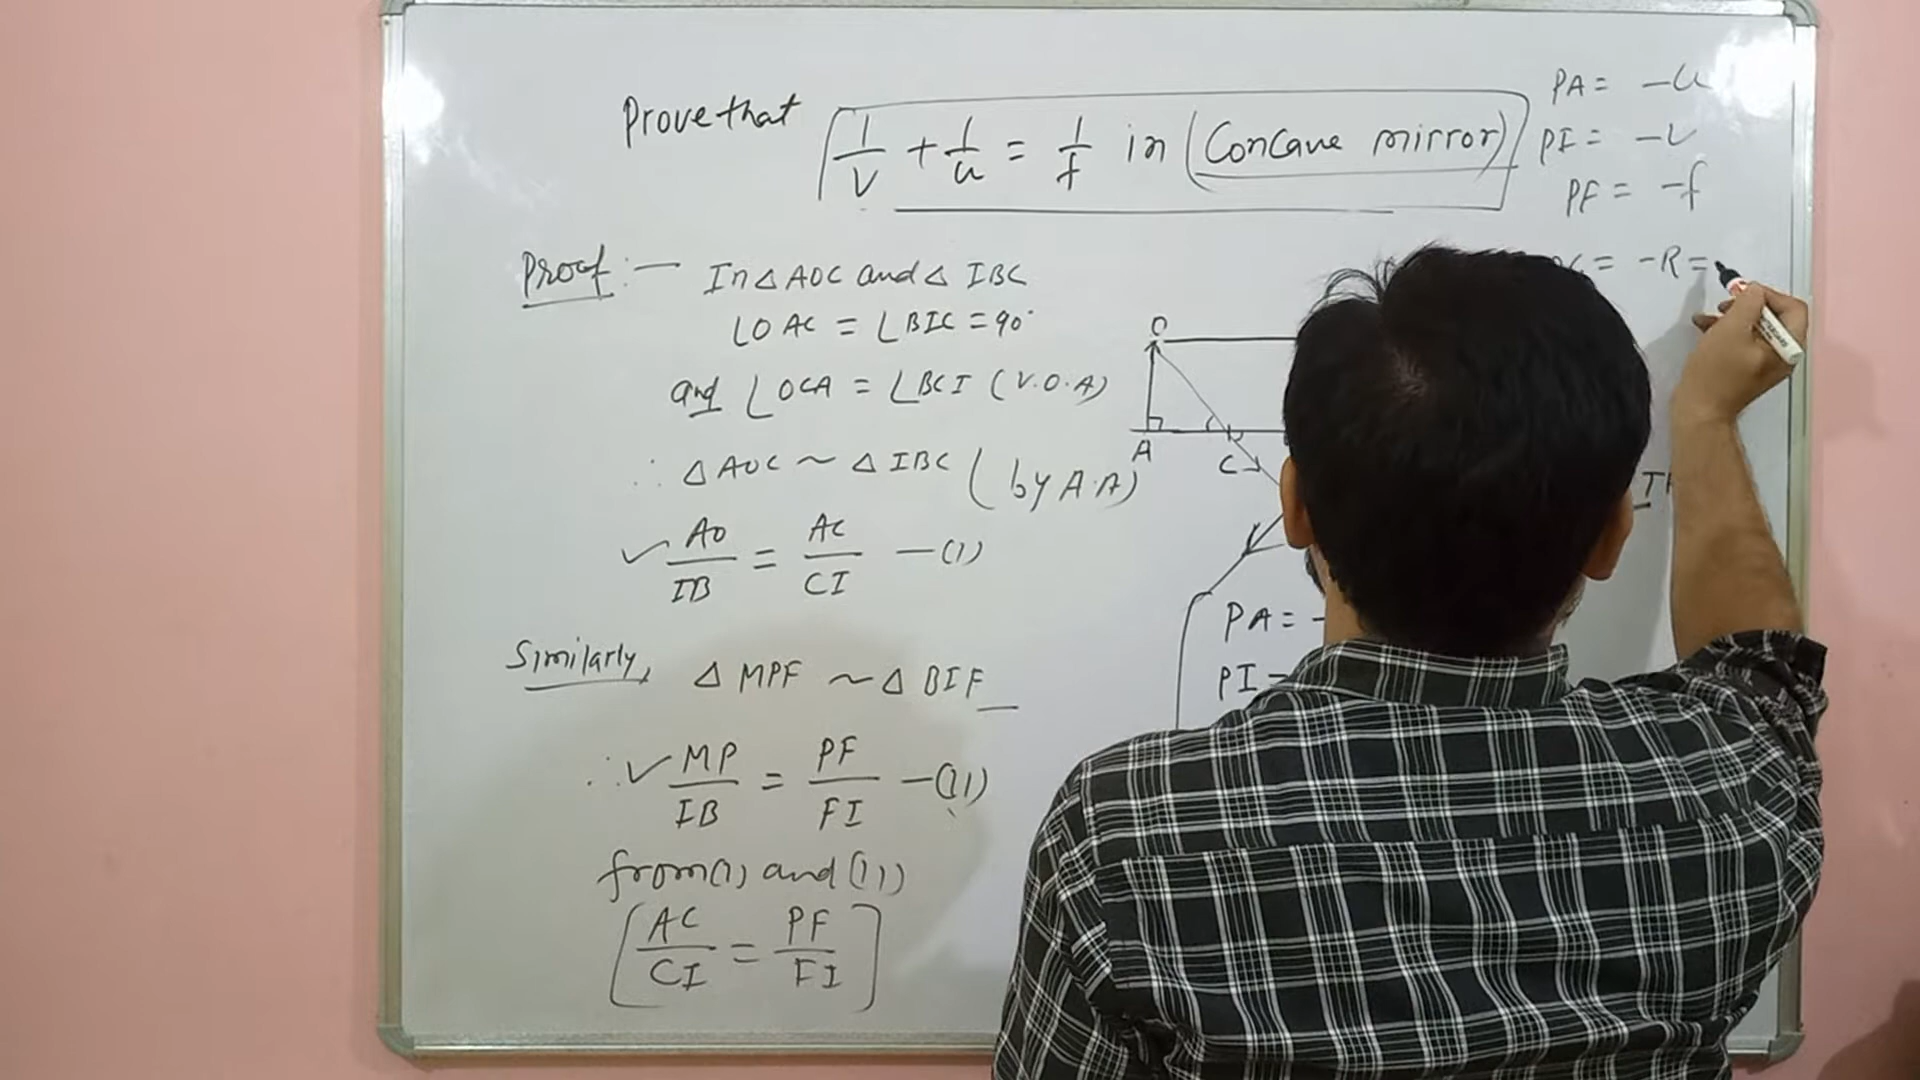 Prove that 1/v + 1/u = 1/f in (Concave mirror)
PA = -u
PI = -v
PF = -f
= -R =
Proof :- In △ AOC and △ IBC
∠OAC = ∠BIC = 90°
and ∠OCA = ∠BCI (V.O.A)
∴ △ AOC ~ △ IBC (by A.A)
✓ AO/IB = AC/CI —(1)
Similarly, △ MPF ~ △ BIF
∴ ✓ MP/IB = PF/FI —(11)
from (1) and (11)
AC/CI = PF/FI
O
A
C
PA = -
PI =